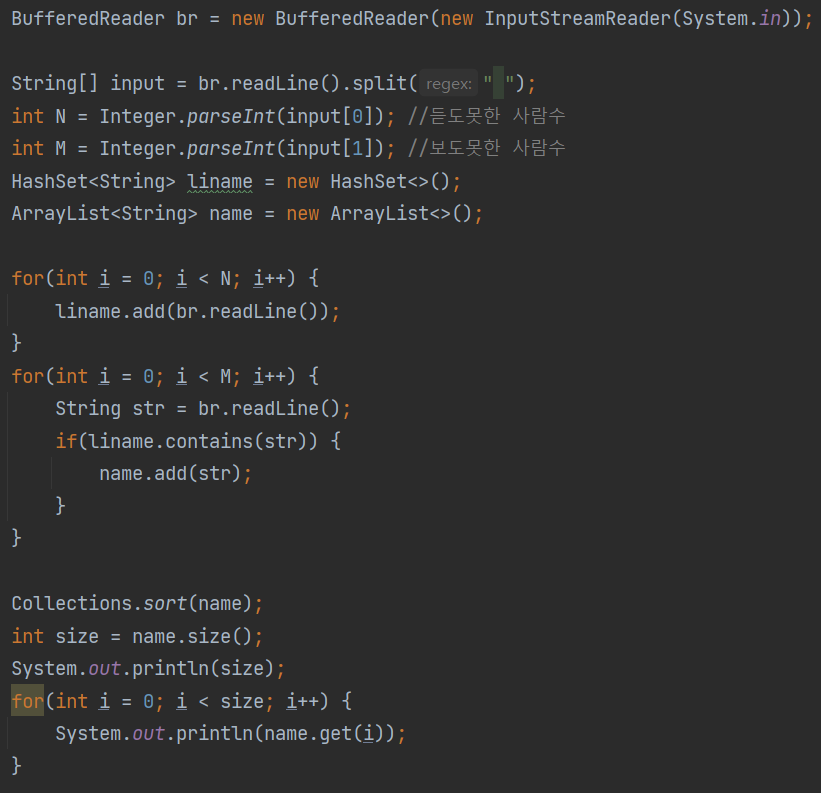 BufferedReader br = new BufferedReader(new InputStreamReader(System.in));
String[] input = br.readLine().split( regex: " ");
int N = Integer.parseInt(input[0]); //듣도못한 사람수
int M = Integer.parseInt(input[1]); //보도못한 사람수
HashSet<String> liname = new HashSet<>();
ArrayList<String> name = new ArrayList<>();
for(int i = 0; i < N; i++) {
    liname.add(br.readLine());
}
for(int i = 0; i < M; i++) {
    String str = br.readLine();
    if(liname.contains(str)) {
        name.add(str);
    }
}
Collections.sort(name);
int size = name.size();
System.out.println(size);
for(int i = 0; i < size; i++) {
    System.out.println(name.get(i));
}